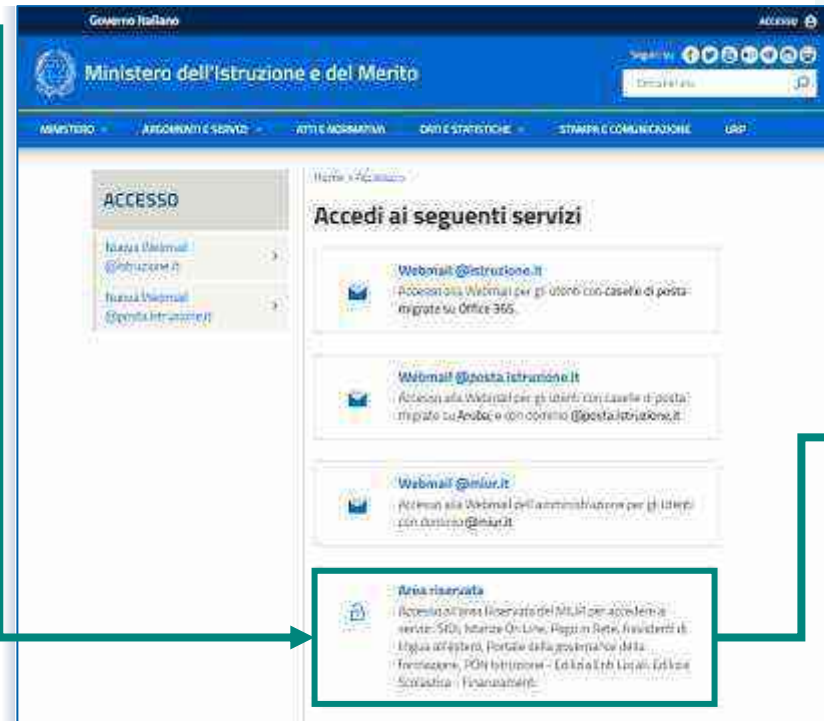 Governo Italiano
ACCESSO
Ministero dell'Istruzione e del Merito
Seguici su
Cerca nel sito
MINISTERO
ARGOMENTI E SERVIZI
ATTI E NORMATIVA
DATI E STATISTICHE
STAMPA E COMUNICAZIONE
URP
Home » Accesso
ACCESSO
Nuova Webmail
@istruzione.it
Nuova Webmail
@posta.istruzione.it
Accedi ai seguenti servizi
Webmail @istruzione.it
Accesso alla Webmail per gli utenti con caselle di posta
migrate su Office 365.
Webmail @posta.istruzione.it
Accesso alla Webmail per gli utenti con caselle di posta
migrate su Aruba, e con dominio @posta.istruzione.it
Webmail @miur.it
Accesso alla Webmail dell'amministrazione per gli utenti
con dominio @miur.it
Area riservata
Accesso all'area Riservata del MIUR per accedere ai
servizi: SIDI, Istanze On Line, Pago in Rete, Assistenti di
lingua all'estero, Portale della governance della
formazione, PON Istruzione - Edilizia Enti Locali, Edilizia
Scolastica - Finanziamenti.